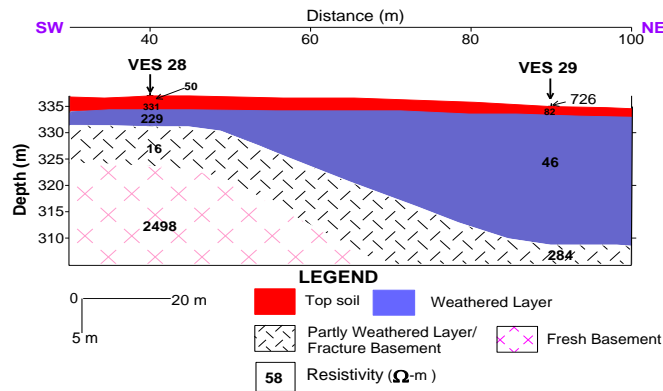 Distance (m)
SW NE
40 60 80 100
VES 28 VES 29
50 726
335 331 82
229
330
16 46
Depth (m)
325
320
315
2498
310
284
LEGEND
0 20 m
5 m
Top soil Weathered Layer
Partly Weathered Layer/
Fracture Basement
Fresh Basement
58 Resistivity (Ω-m)